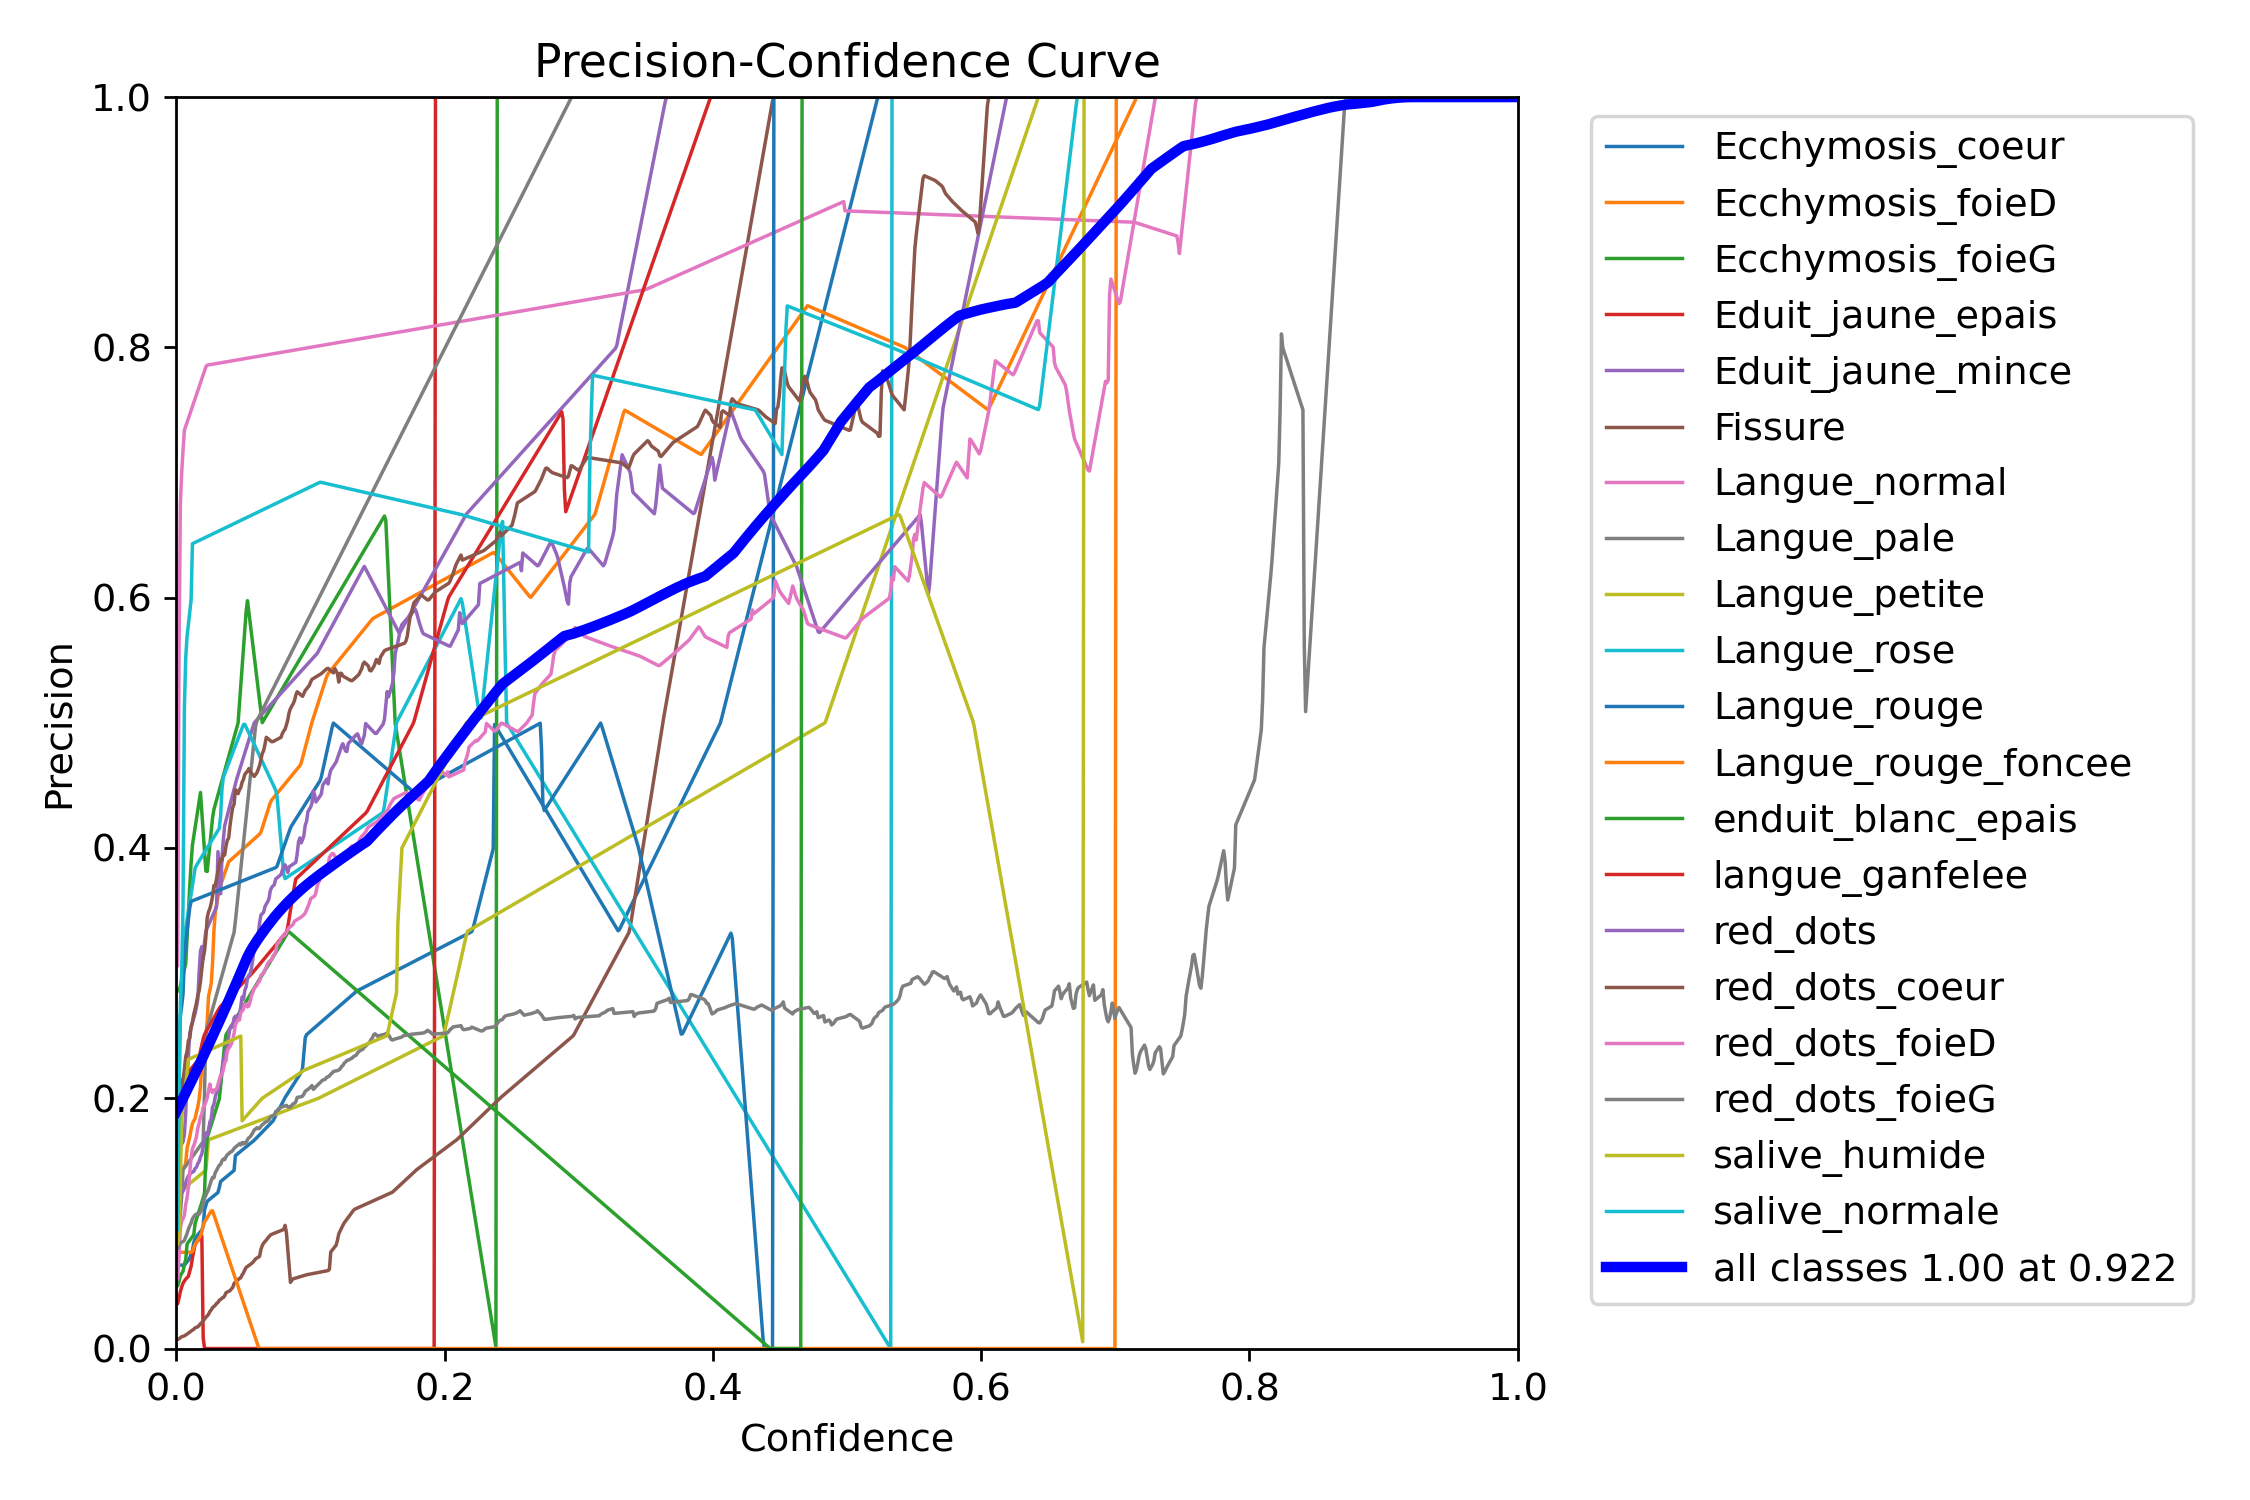 Precision-Confidence Curve
1.0
0.8
0.6
0.4
0.2
0.0
Precision
0.0 0.2 0.4 0.6 0.8 1.0
Confidence
Ecchymosis_coeur
Ecchymosis_foieD
Ecchymosis_foieG
Eduit_jaune_epais
Eduit_jaune_mince
Fissure
Langue_normal
Langue_pale
Langue_petite
Langue_rose
Langue_rouge
Langue_rouge_foncee
enduit_blanc_epais
langue_ganfelee
red_dots
red_dots_coeur
red_dots_foieD
red_dots_foieG
salive_humide
salive_normale
all classes 1.00 at 0.922